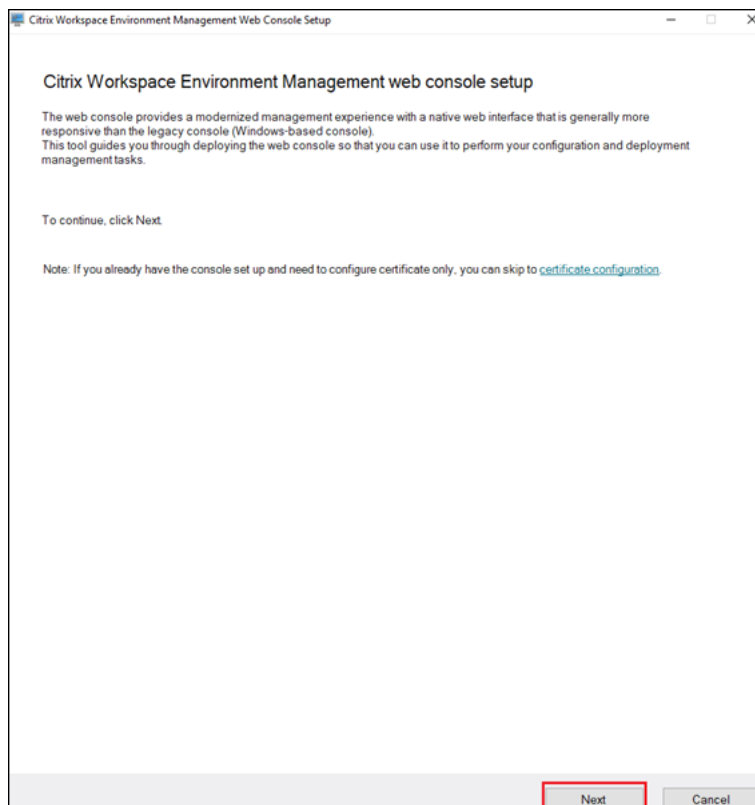 Citrix Workspace Environment Management Web Console Setup
Citrix Workspace Environment Management web console setup
The web console provides a modernized management experience with a native web interface that is generally more
responsive than the legacy console (Windows-based console).
This tool guides you through deploying the web console so that you can use it to perform your configuration and deployment
management tasks.
To continue, click Next.
Note: If you already have the console set up and need to configure certificate only, you can skip to certificate configuration.
Next
Cancel